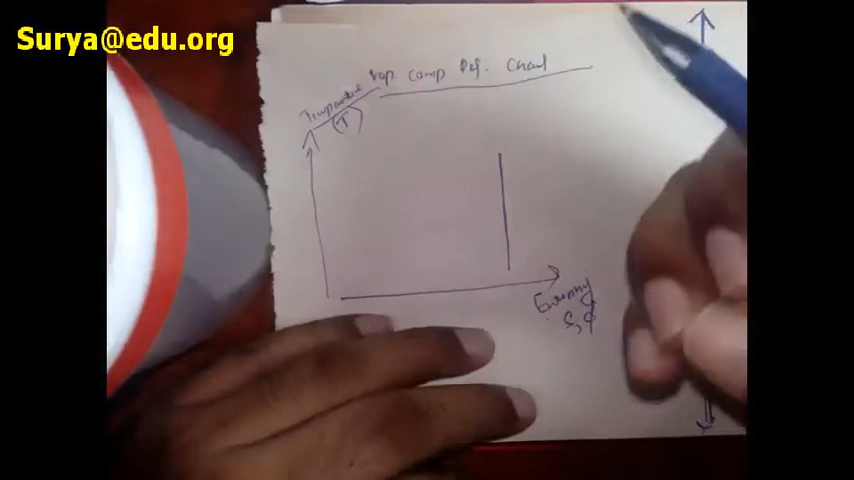 Surya@edu.org
Vap. Comp Ref. Chart
Temperature
(T)
Entropy
S, φ